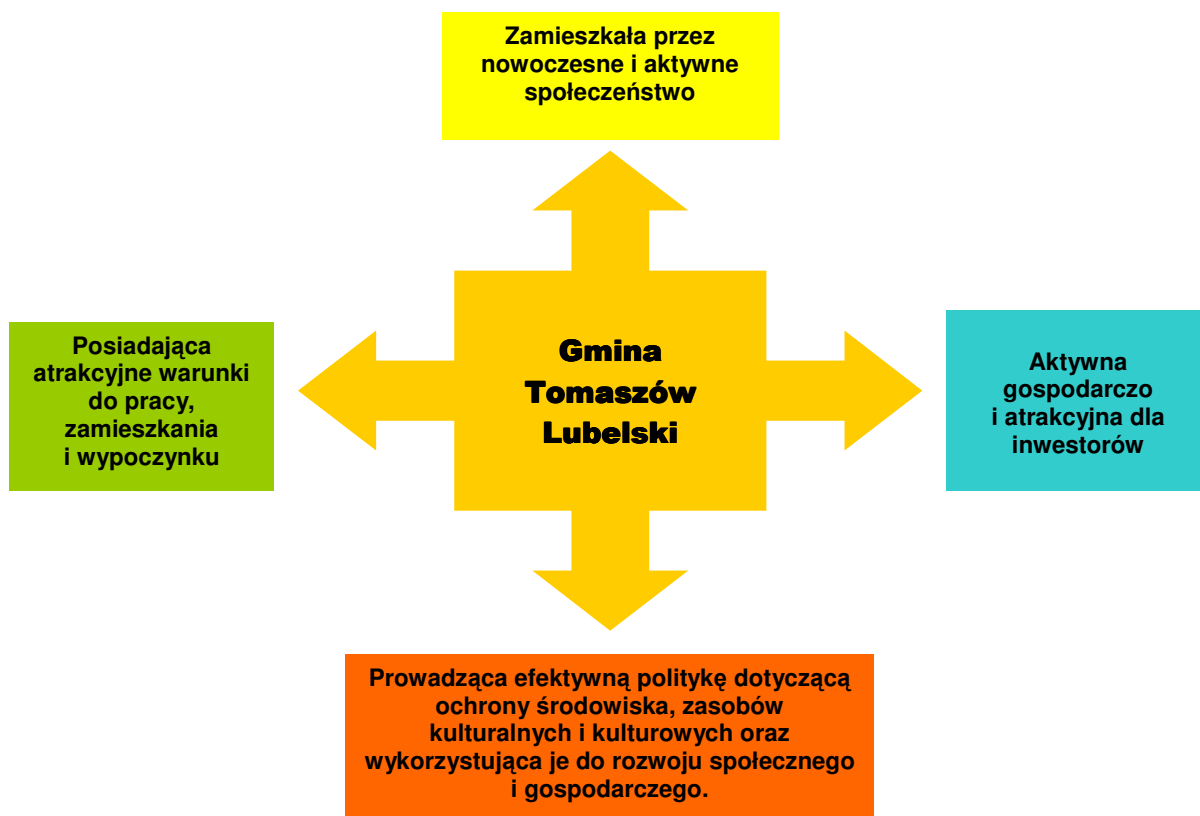 Zamieszkała przez
nowoczesne i aktywne
społeczeństwo
Posiadająca
atrakcyjne warunki
do pracy,
zamieszkania
i wypoczynku
Gmina
Tomaszów
Lubelski
Aktywna
gospodarczo
i atrakcyjna dla
inwestorów
Prowadząca efektywną politykę dotyczącą
ochrony środowiska, zasobów
kulturalnych i kulturowych oraz
wykorzystująca je do rozwoju społecznego
i gospodarczego.